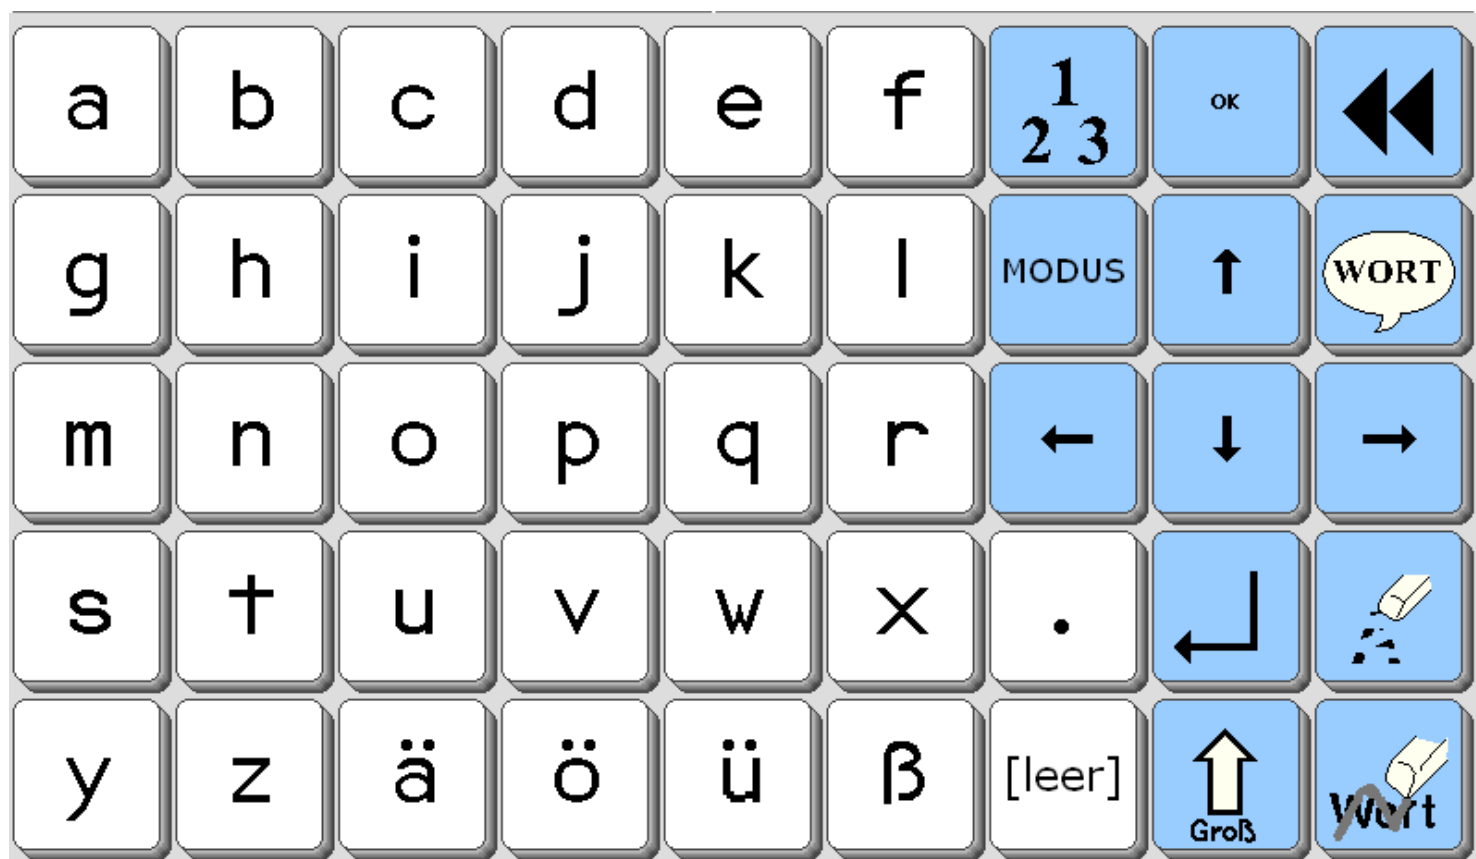 a b c d e f 1 2 3 OK
g h i j k l MODUS ↑ WORT
m n o p q r ← ↓ →
s t u v w x .
y z ä ö ü ß [leer] Groß Wort